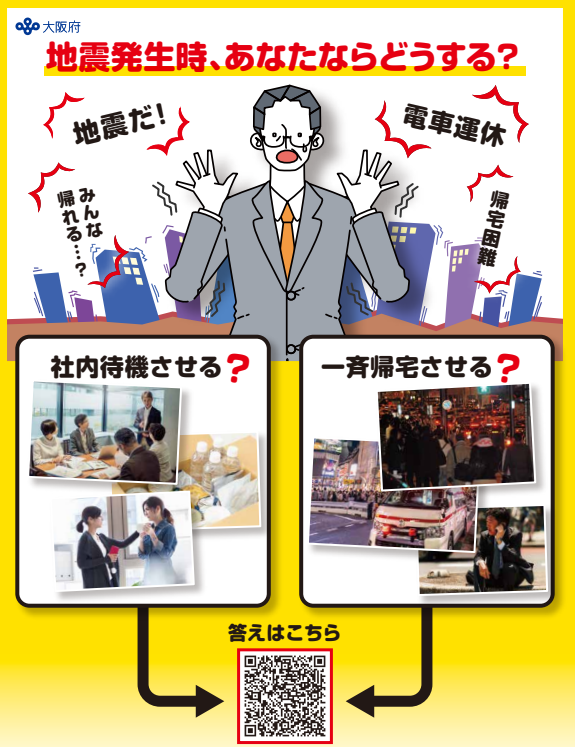 大阪府
地震発生時、あなたならどうする?
地震だ!
電車運休
みんな
帰れる…?
帰宅困難
社内待機させる?
一斉帰宅させる?
答えはこちら